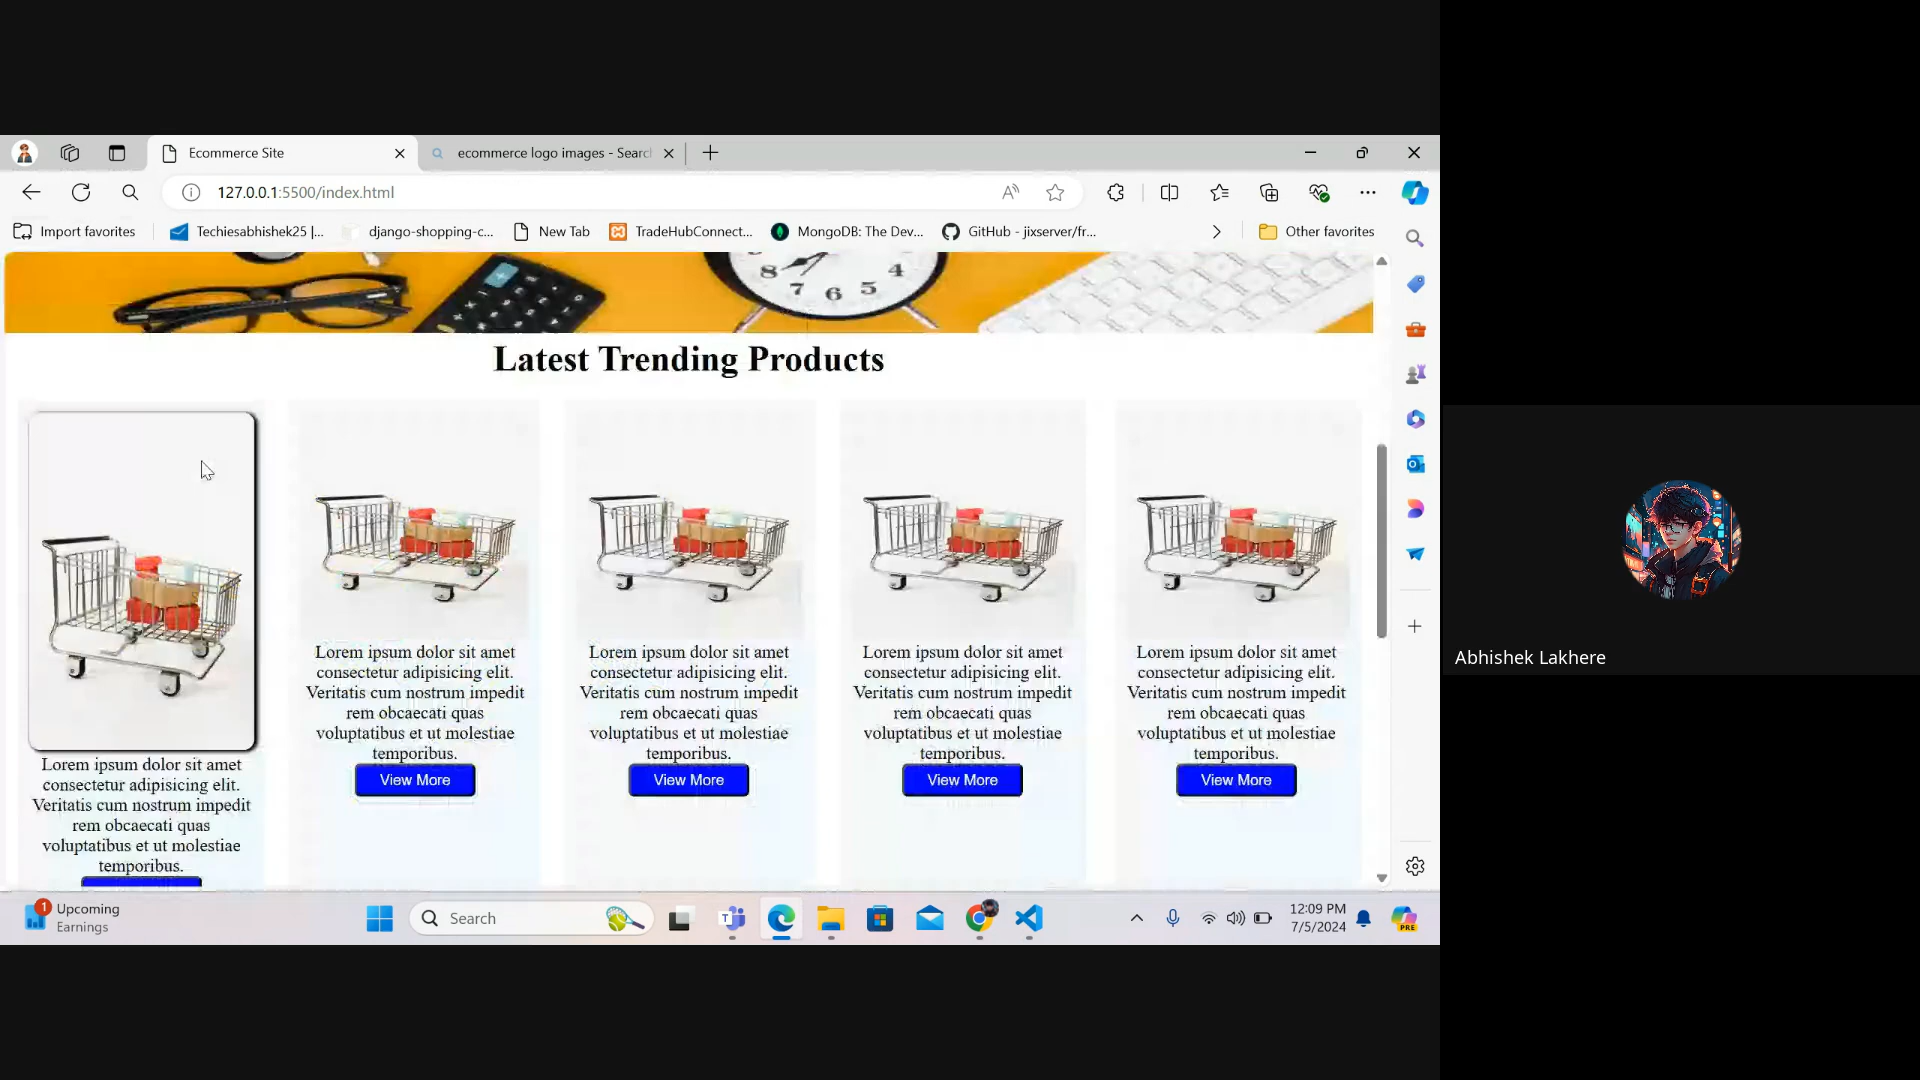 Ecommerce Site
ecommerce logo images - Searc
127.0.0.1:5500/index.html
Import favorites
Techiesabhishek25 |...
django-shopping-c...
New Tab
TradeHubConnect...
MongoDB: The Dev...
GitHub - jixserver/fr...
Other favorites
8 7 6 5 4
Latest Trending Products
Lorem ipsum dolor sit amet
consectetur adipisicing elit.
Veritatis cum nostrum impedit
rem obcaecati quas
voluptatibus et ut molestiae
temporibus.
Lorem ipsum dolor sit amet
consectetur adipisicing elit.
Veritatis cum nostrum impedit
rem obcaecati quas
voluptatibus et ut molestiae
temporibus.
View More
Lorem ipsum dolor sit amet
consectetur adipisicing elit.
Veritatis cum nostrum impedit
rem obcaecati quas
voluptatibus et ut molestiae
temporibus.
View More
Lorem ipsum dolor sit amet
consectetur adipisicing elit.
Veritatis cum nostrum impedit
rem obcaecati quas
voluptatibus et ut molestiae
temporibus.
View More
Lorem ipsum dolor sit amet
consectetur adipisicing elit.
Veritatis cum nostrum impedit
rem obcaecati quas
voluptatibus et ut molestiae
temporibus.
View More
Abhishek Lakhere
1
Upcoming
Earnings
Search
12:09 PM
7/5/2024
PRE